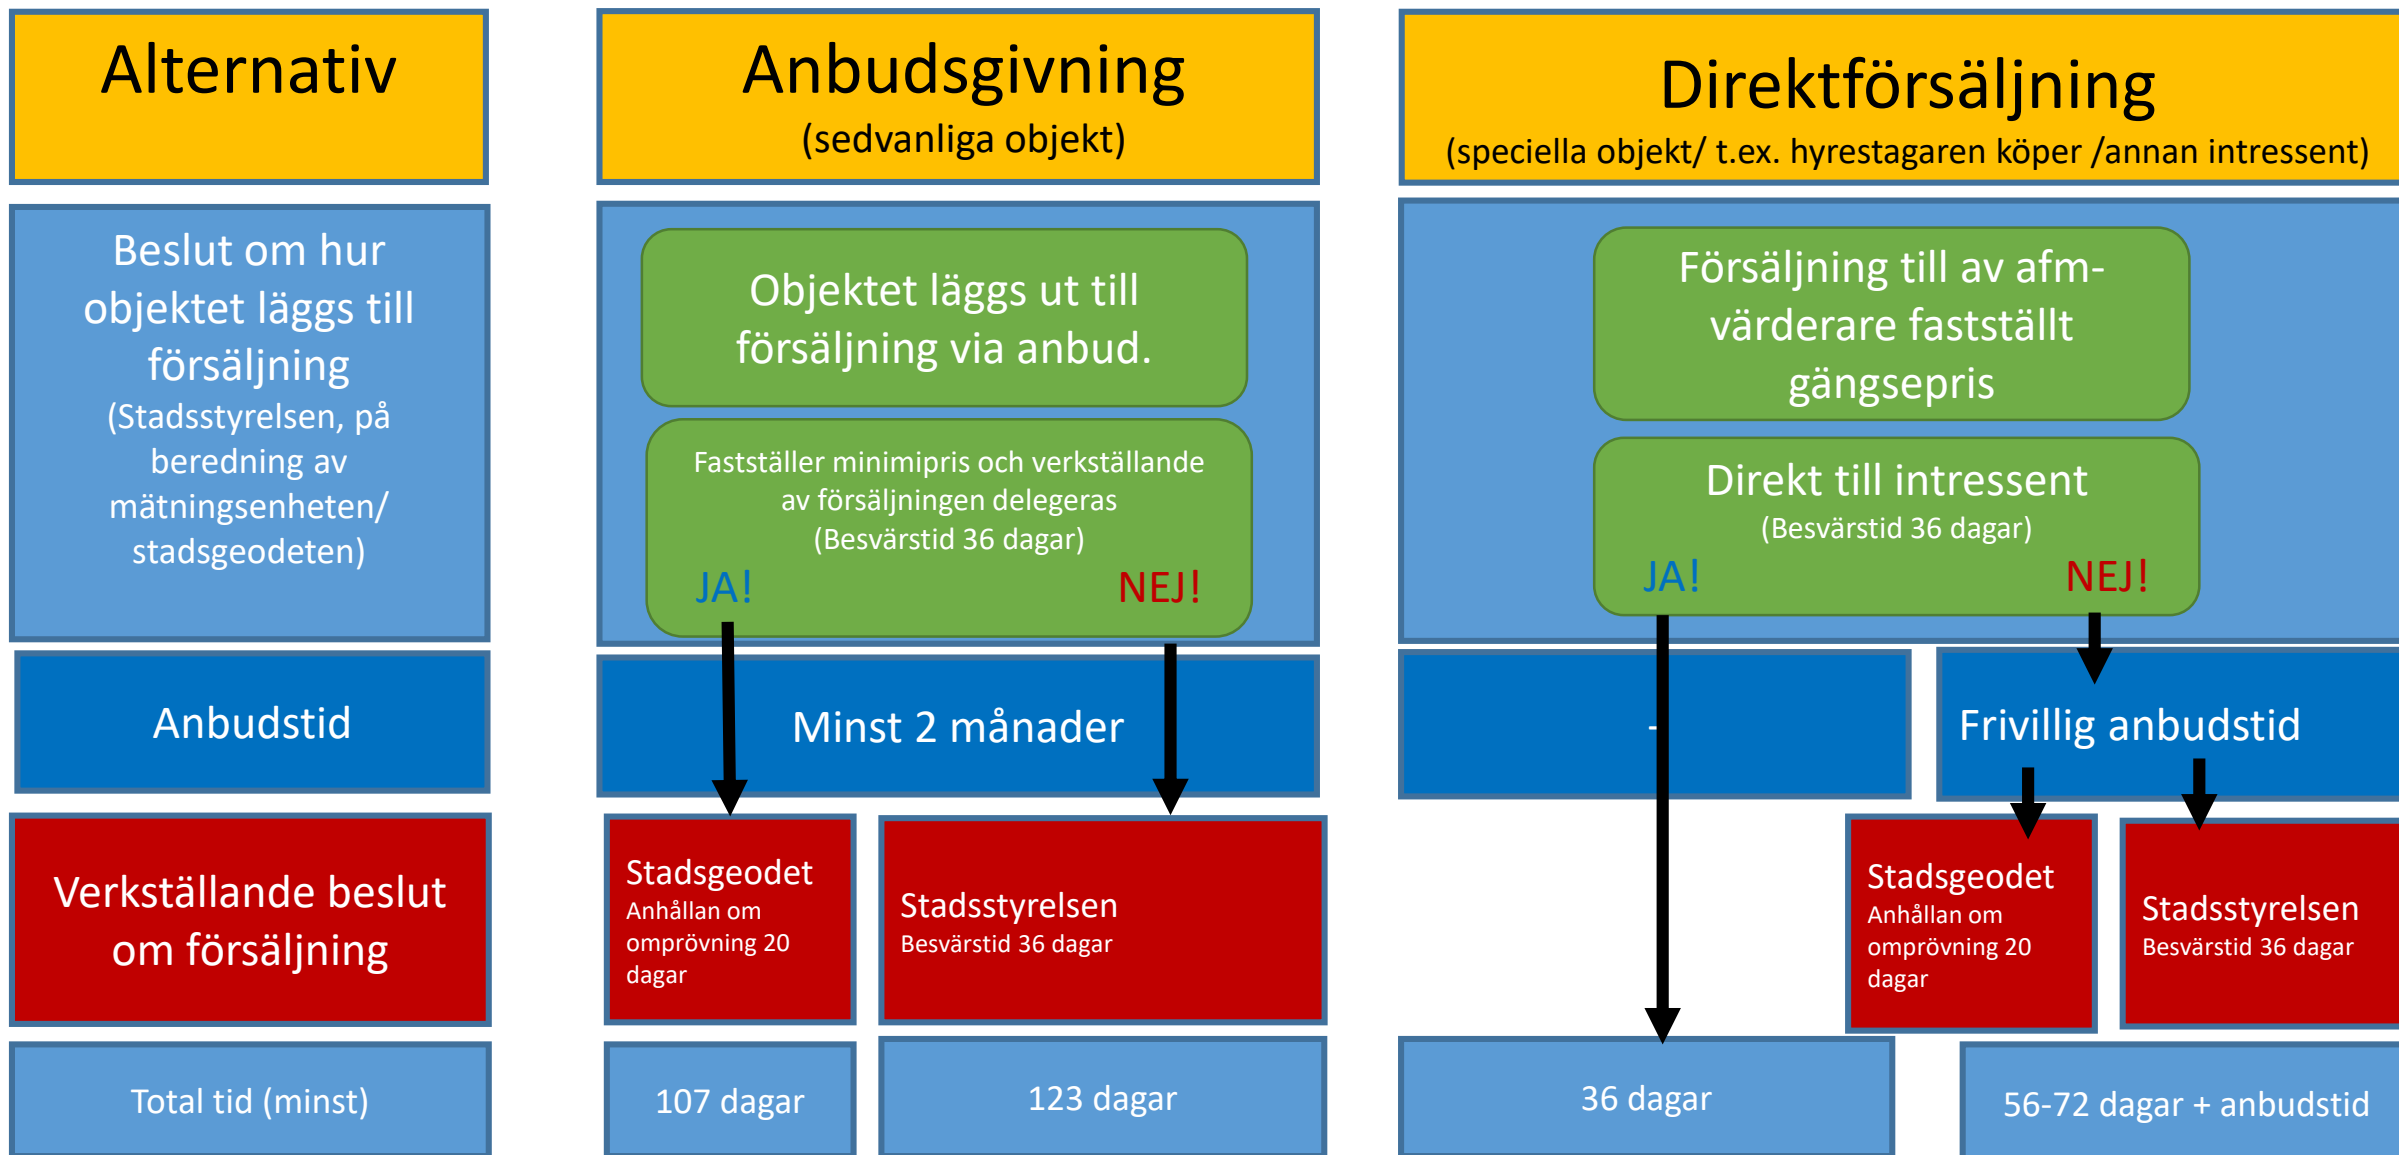 Alternativ
Anbudsgivning
(sedvanliga objekt)
Direktförsäljning
(speciella objekt/ t.ex. hyrestagaren köper /annan intressent)
Beslut om hur
objektet läggs till
försäljning
(Stadsstyrelsen, på
beredning av
mätningsenheten/
stadsgeodeten)
Objektet läggs ut till
försäljning via anbud.
Fastställer minimipris och verkställande
av försäljningen delegeras
(Besvärstid 36 dagar)
JA!
NEJ!
Försäljning till av afm-
värderare fastställt
gängsepris
Direkt till intressent
(Besvärstid 36 dagar)
JA!
NEJ!
Anbudstid
Minst 2 månader
-
Frivillig anbudstid
Verkställande beslut
om försäljning
Stadsgeodet
Anhållan om
omprövning 20
dagar
Stadsstyrelsen
Besvärstid 36 dagar
Stadsgeodet
Anhållan om
omprövning 20
dagar
Stadsstyrelsen
Besvärstid 36 dagar
Total tid (minst)
107 dagar
123 dagar
36 dagar
56-72 dagar + anbudstid